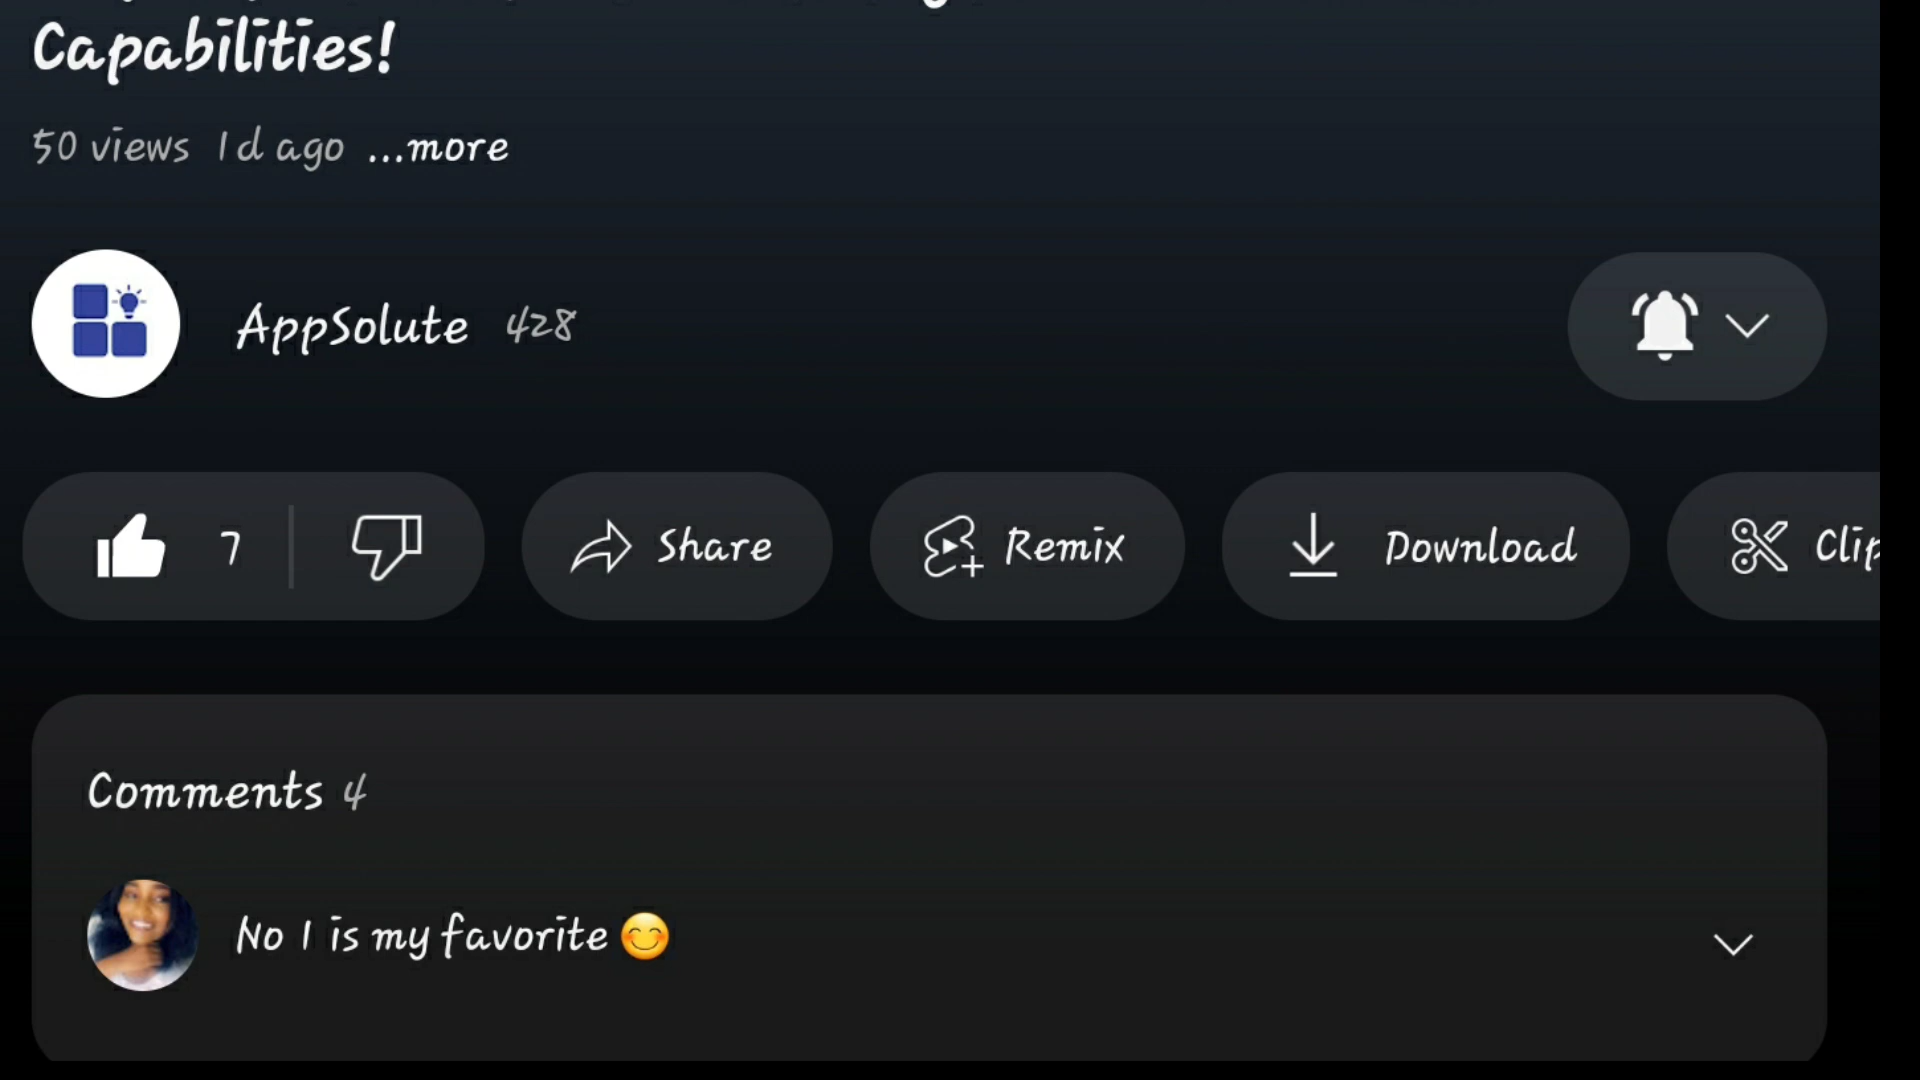 Capabilities!
50 views 1d ago ...more
AppSolute 428
7 Share Remix Download Clip
Comments 4
No 1 is my favorite 😊